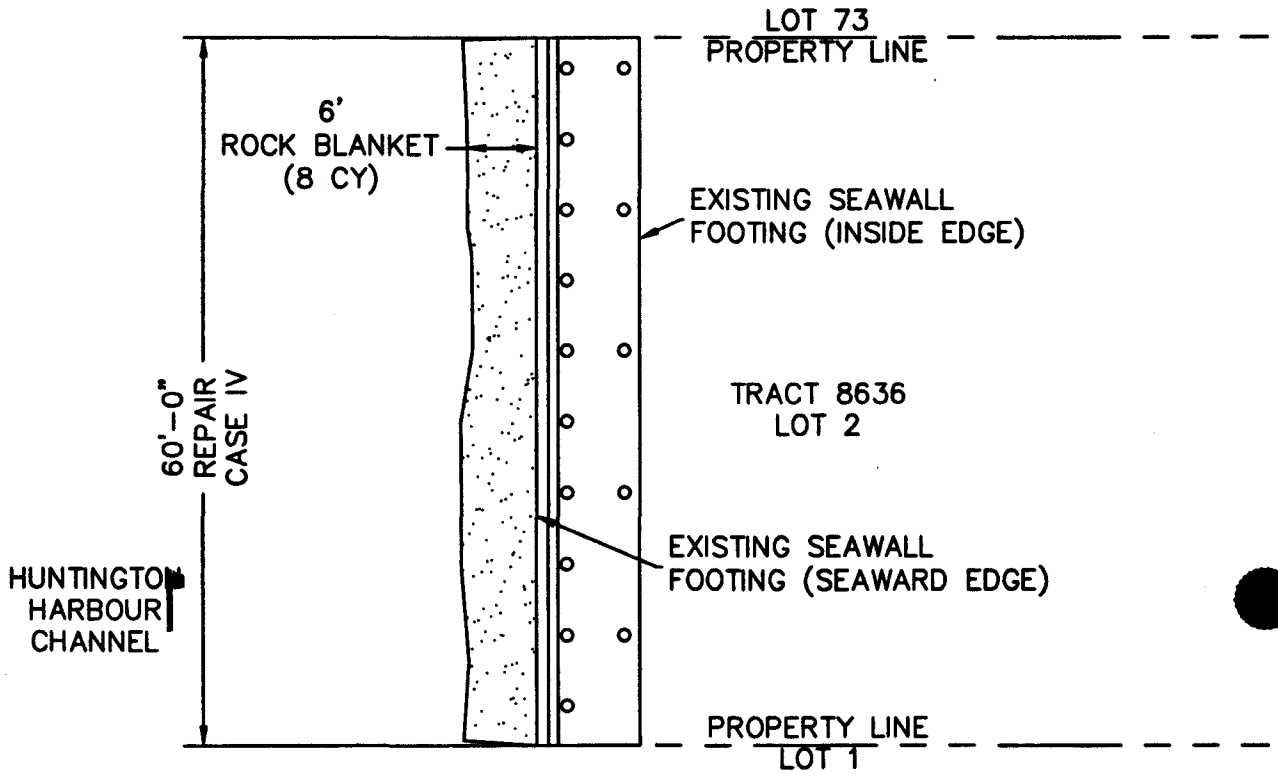 LOT 73
PROPERTY LINE
6'
ROCK BLANKET
(8 CY)
EXISTING SEAWALL
FOOTING (INSIDE EDGE)
60'-0"
REPAIR
CASE IV
TRACT 8636
LOT 2
EXISTING SEAWALL
FOOTING (SEAWARD EDGE)
HUNTINGTON
HARBOUR
CHANNEL
PROPERTY LINE
LOT 1